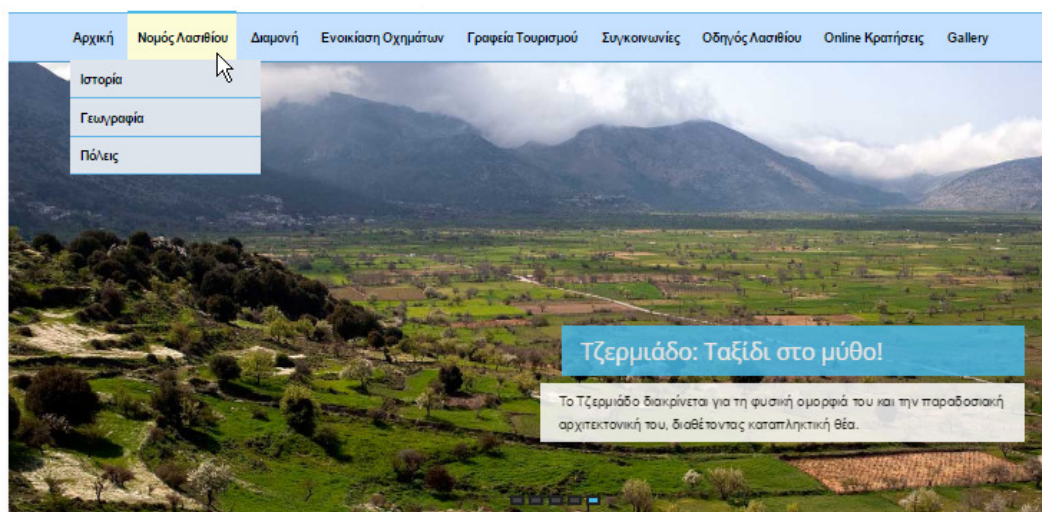 Αρχική Νομός Λασιθίου Διαμονή Ενοικίαση Οχημάτων Γραφεία Τουρισμού Συγκοινωνίες Οδηγός Λασιθίου Online Κρατήσεις Gallery
Ιστορία
Γεωγραφία
Πόλεις
Τζερμιάδο: Ταξίδι στο μύθο!
Το Τζερμιάδο διακρίνεται για τη φυσική ομορφιά του και την παραδοσιακή
αρχιτεκτονική του, διαθέτοντας καταπληκτική θέα.